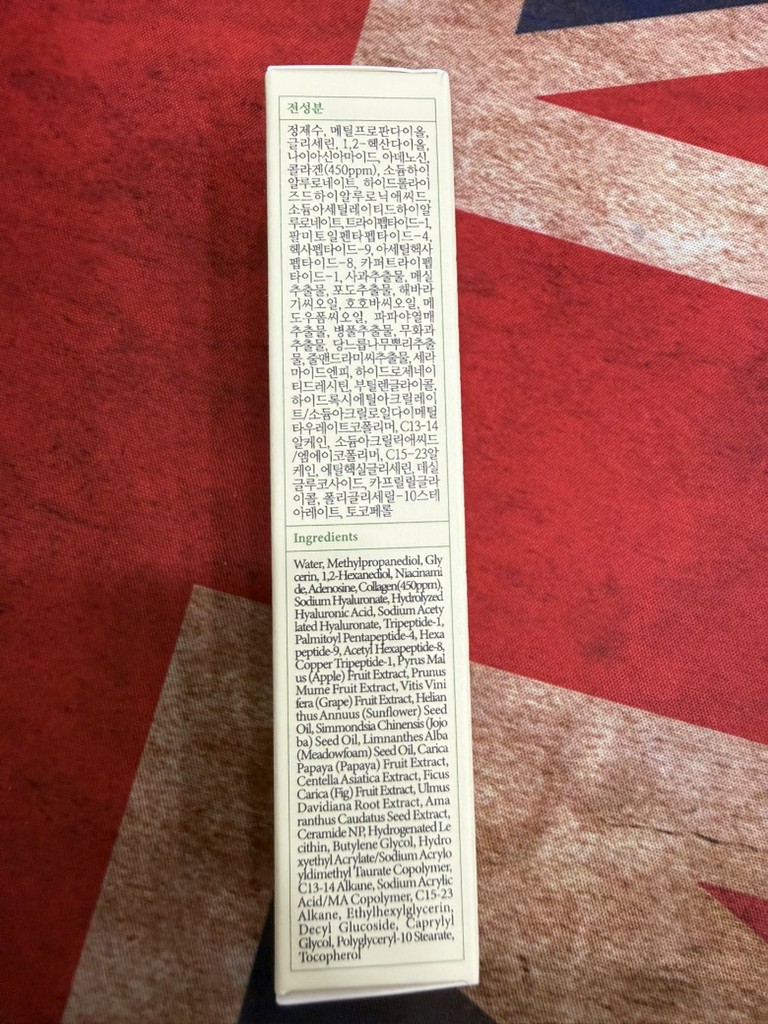 전성분
정제수, 메틸프로판다이올,
글리세린, 1,2-헥산다이올,
나이아신아마이드, 아데노신,
콜라겐(450ppm), 소듐하이
알루로네이트, 하이드롤라이
즈드하이알루로닉애씨드,
소듐아세틸레이티드하이알
루로네이트, 트라이펩타이드-1,
팔미토일펜타펩타이드-4,
헥사펩타이드-9, 아세틸헥사
펩타이드-8, 카퍼트라이펩
타이드-1, 사과추출물, 매실
추출물, 포도추출물, 해바라
기씨오일, 호호바씨오일, 메
도우폼씨오일, 파파야열매
추출물, 병풀추출물, 무화과
추출물, 당느릅나무뿌리추출
물, 줄맨드라미씨추출물, 세라
마이드엔피, 하이드로제네이
티드레시틴, 부틸렌글라이콜,
하이드록시에틸아크릴레이
트/소듐아크릴로일다이메틸
타우레이트코폴리머, C13-14
알케인, 소듐아크릴릭애씨드
/엠에이코폴리머, C15-23알
케인, 에틸헥실글리세린, 데실
글루코사이드, 카프릴릴글라
이콜, 폴리글리세릴-10스테
아레이트, 토코페롤
Ingredients
Water, Methylpropanediol, Gly
cerin, 1,2-Hexanediol, Niacinami
de, Adenosine, Collagen(450ppm),
Sodium Hyaluronate, Hydrolyzed
Hyaluronic Acid, Sodium Acety
lated Hyaluronate, Tripeptide-1,
Palmitoyl Pentapeptide-4, Hexa
peptide-9, Acetyl Hexapeptide-8,
Copper Tripeptide-1, Pyrus Mal
us (Apple) Fruit Extract, Prunus
Mume Fruit Extract, Vitis Vini
fera (Grape) Fruit Extract, Helian
thus Annuus (Sunflower) Seed
Oil, Simmondsia Chinensis (Jojo
ba) Seed Oil, Limnanthes Alba
(Meadowfoam) Seed Oil, Carica
Papaya (Papaya) Fruit Extract,
Centella Asiatica Extract, Ficus
Carica (Fig) Fruit Extract, Ulmus
Davidiana Root Extract, Ama
ranthus Caudatus Seed Extract,
Ceramide NP, Hydrogenated Le
cithin, Butylene Glycol, Hydro
xyethyl Acrylate/Sodium Acrylo
yldimethyl Taurate Copolymer,
C13-14 Alkane, Sodium Acrylic
Acid/MA Copolymer, C15-23
Alkane, Ethylhexylglycerin,
Decyl Glucoside, Caprylyl
Glycol, Polyglyceryl-10 Stearate,
Tocopherol